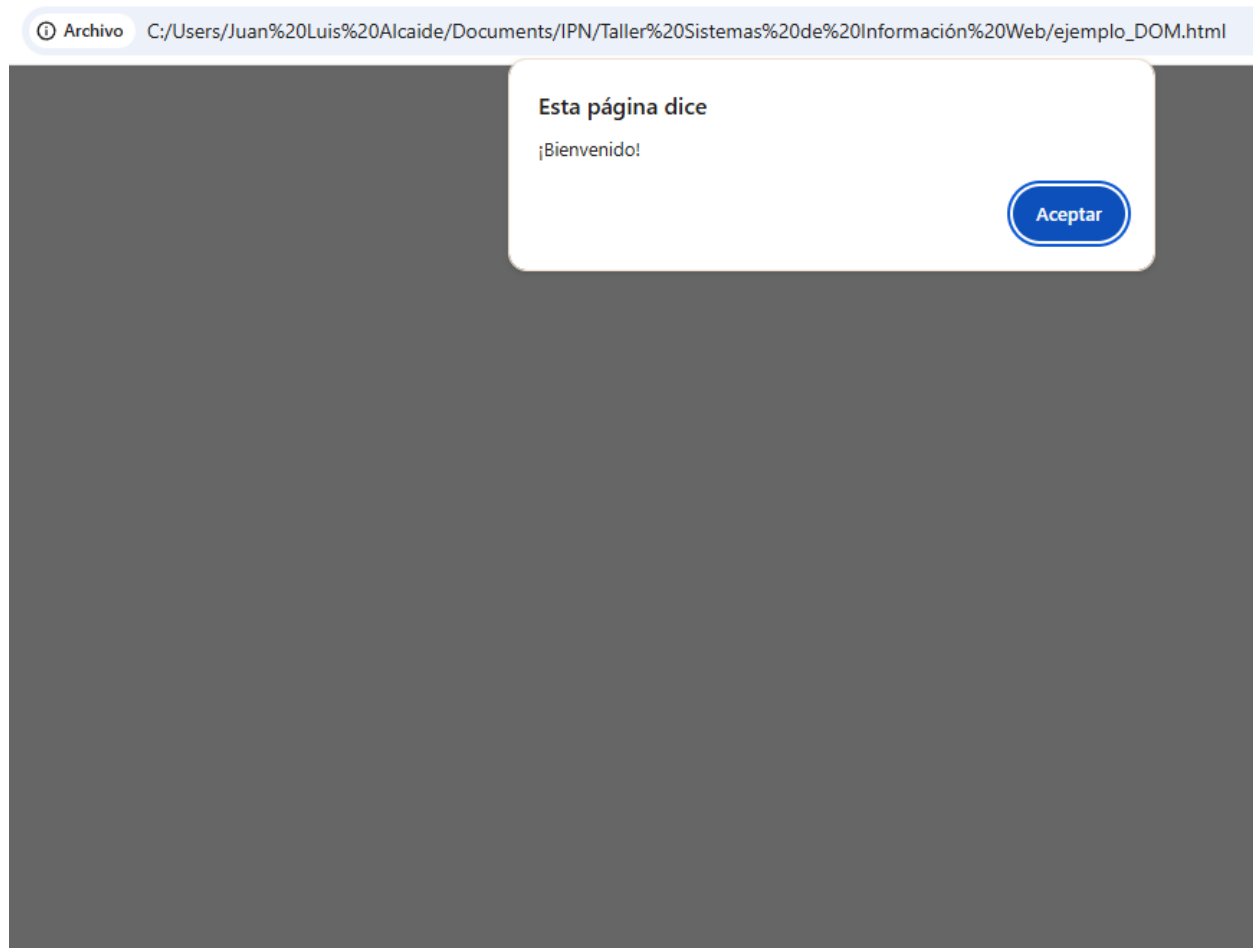 Archivo C:/Users/Juan%20Luis%20Alcaide/Documents/IPN/Taller%20Sistemas%20de%20Información%20Web/ejemplo_DOM.html
Esta página dice
¡Bienvenido!
Aceptar